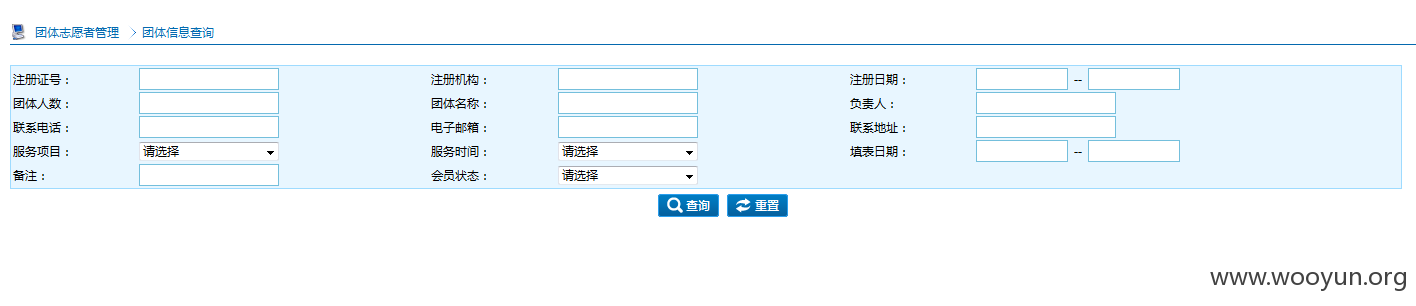 团体志愿者管理 > 团体信息查询
注册证号： 注册机构： 注册日期： --
团体人数： 团体名称： 负责人：
联系电话： 电子邮箱： 联系地址：
服务项目： 请选择 服务时间： 请选择 填表日期： --
备注： 会员状态： 请选择
查询 重置
www.wooyun.org